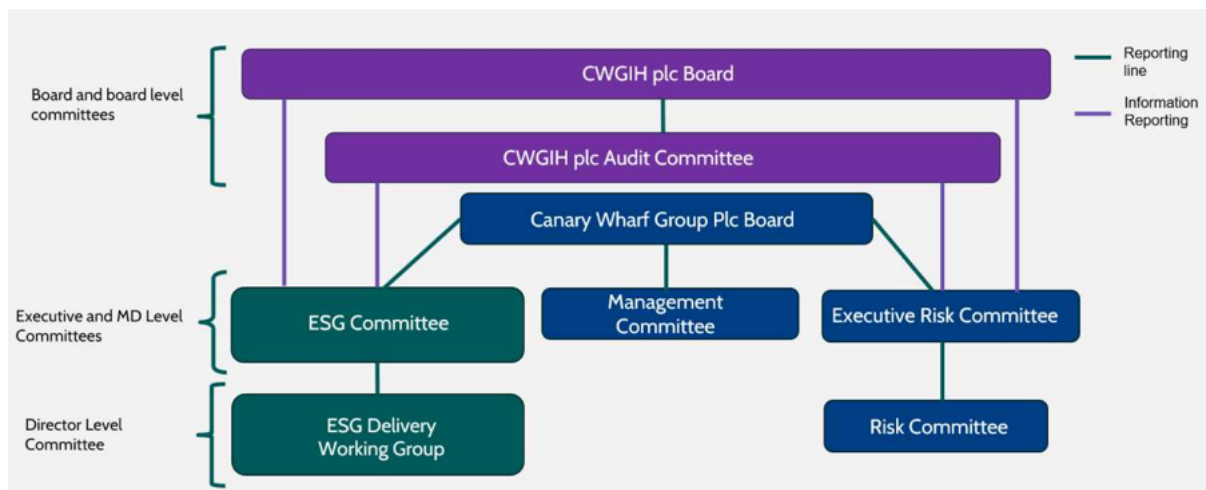 CWGIH plc Board
Reporting
line
Information
Reporting
Board and board level
committees
CWGIH plc Audit Committee
Canary Wharf Group Plc Board
Executive and MD Level
Committees
ESG Committee
Management
Committee
Executive Risk Committee
Director Level
Committee
ESG Delivery
Working Group
Risk Committee